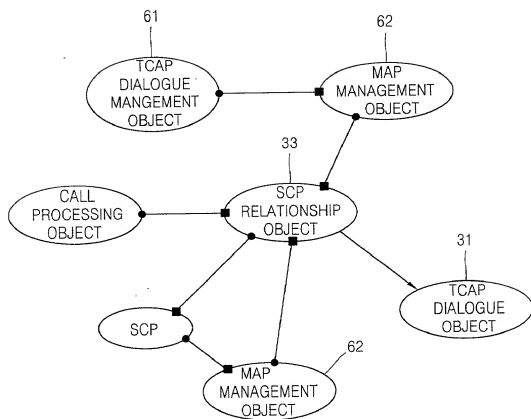 61
TCAP
DIALOGUE
MANGEMENT
OBJECT
62
MAP
MANAGEMENT
OBJECT
33
SCP
RELATIONSHIP
OBJECT
CALL
PROCESSING
OBJECT
31
TCAP
DIALOGUE
OBJECT
SCP
62
MAP
MANAGEMENT
OBJECT